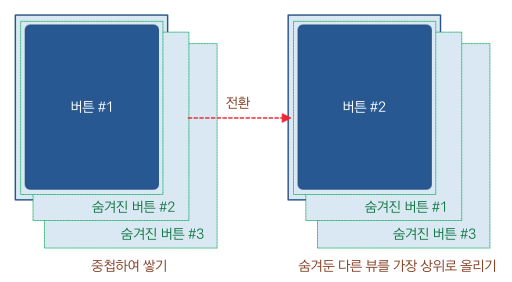 버튼 #1
숨겨진 버튼 #2
숨겨진 버튼 #3
중첩하여 쌓기
전환
버튼 #2
숨겨진 버튼 #1
숨겨진 버튼 #3
숨겨둔 다른 뷰를 가장 상위로 올리기